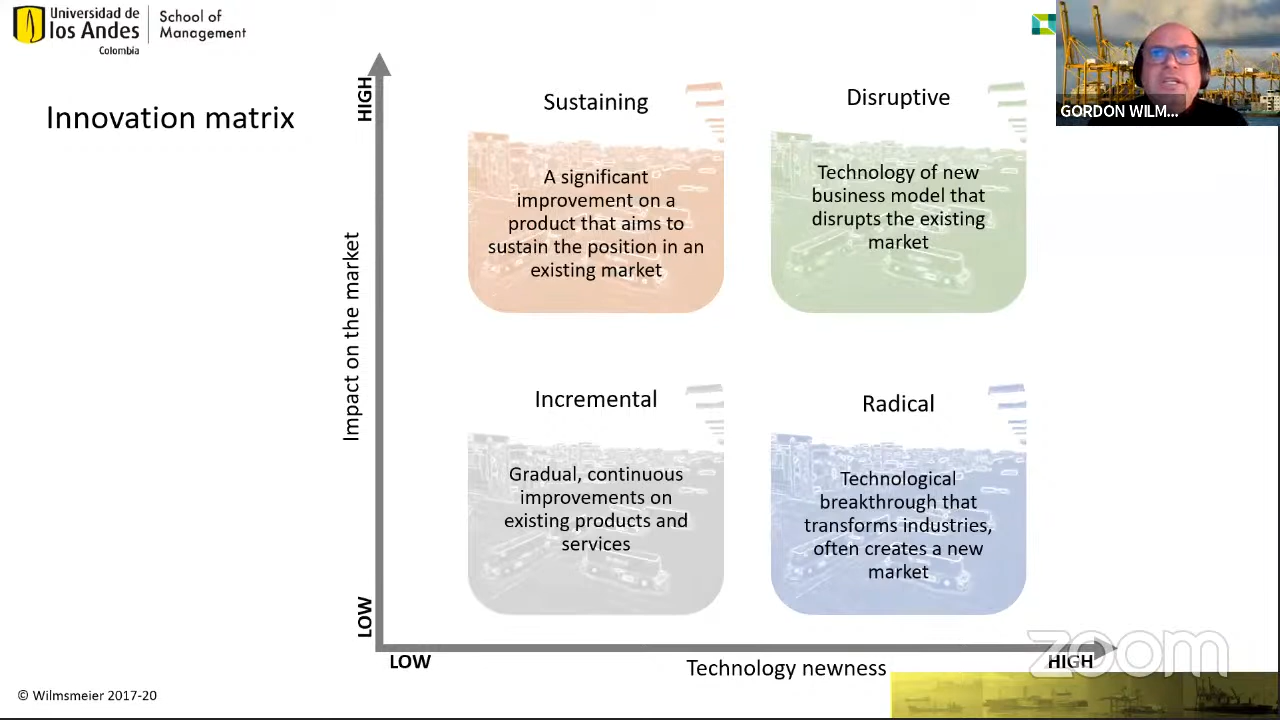 Universidad de
los Andes
Colombia
School of
Management
GORDON WILM...
Innovation matrix
HIGH
Impact on the market
LOW
Sustaining
A significant
improvement on a
product that aims to
sustain the position in an
existing market
Disruptive
Technology of new
business model that
disrupts the existing
market
Incremental
Gradual, continuous
improvements on
existing products and
services
Radical
Technological
breakthrough that
transforms industries,
often creates a new
market
LOW
Technology newness
HIGH
zoom
© Wilmsmeier 2017-20